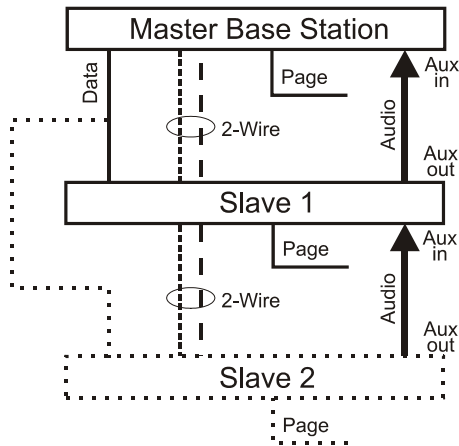 Master Base Station
Data
Page
Aux
in
2-Wire
Audio
Aux
out
Slave 1
Page
Aux
in
2-Wire
Audio
Aux
out
Slave 2
Page